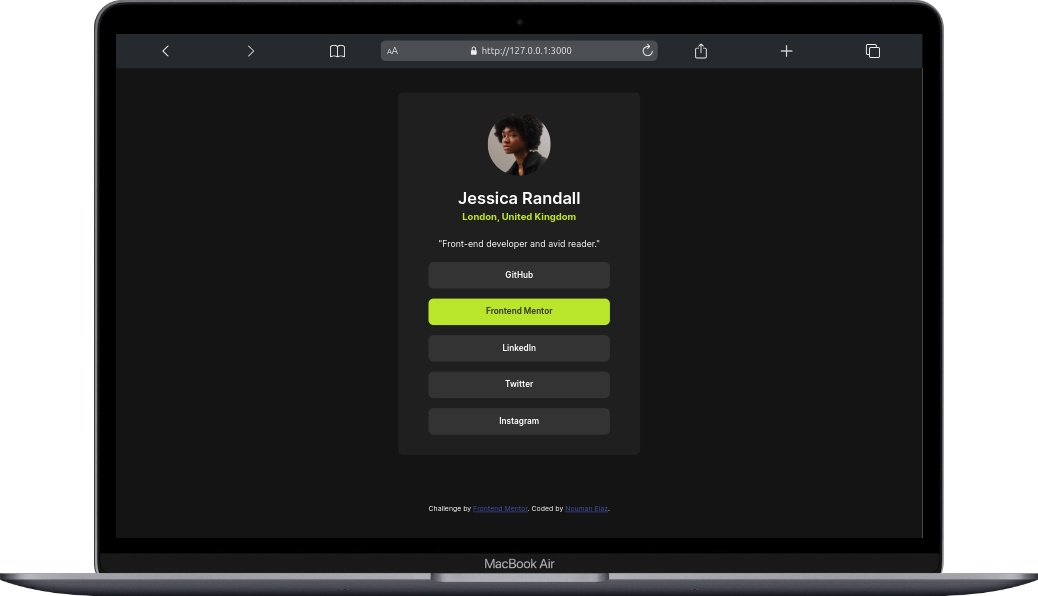 AA http://127.0.0.1:3000
Jessica Randall
London, United Kingdom
"Front-end developer and avid reader."
GitHub
Frontend Mentor
LinkedIn
Twitter
Instagram
Challenge by Frontend Mentor. Coded by Nouman Ejaz.
MacBook Air